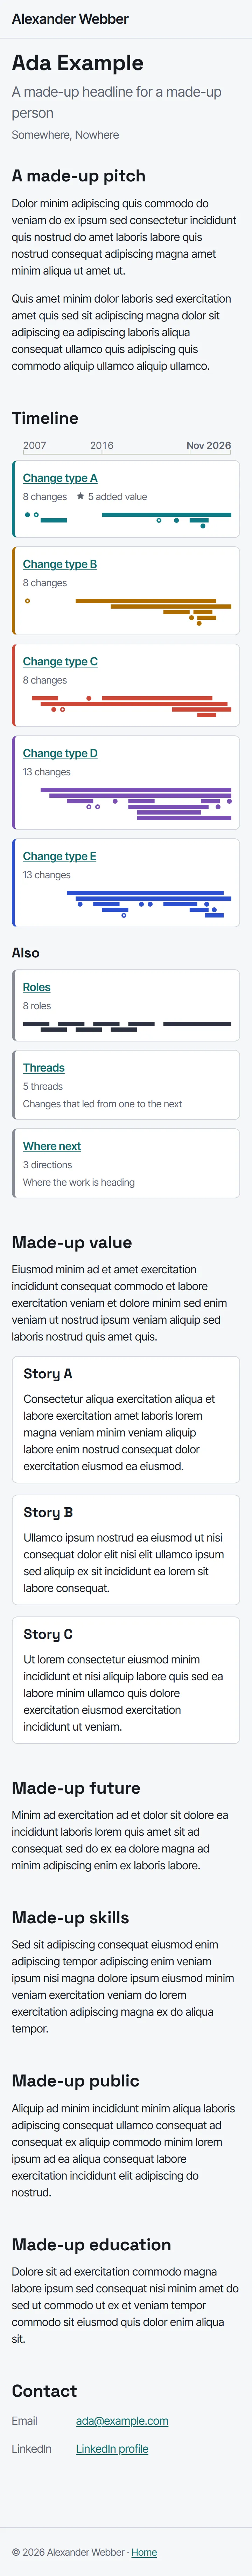 Alexander Webber
Ada Example
A made-up headline for a made-up
person
Somewhere, Nowhere
A made-up pitch
Dolor minim adipiscing quis commodo do
veniam do ex ipsum sed consectetur incididunt
quis nostrud do amet laboris labore quis
nostrud consequat adipiscing magna amet
minim aliqua ut amet ut.
Quis amet minim dolor laboris sed exercitation
amet quis sed sit adipiscing magna dolor sit
adipiscing ea adipiscing laboris aliqua
consequat ullamco quis adipiscing quis
commodo aliquip ullamco aliquip ullamco.
Timeline
2007 2016 Nov 2026
Change type A
8 changes ★ 5 added value
Change type B
8 changes
Change type C
8 changes
Change type D
13 changes
Change type E
13 changes
Also
Roles
8 roles
Threads
5 threads
Changes that led from one to the next
Where next
3 directions
Where the work is heading
Made-up value
Eiusmod minim ad et amet exercitation
incididunt consequat commodo et labore
exercitation veniam et dolore minim sed enim
veniam ut nostrud ipsum veniam aliquip sed
laboris nostrud quis amet quis.
Story A
Consectetur aliqua exercitation aliqua et
labore exercitation amet laboris lorem
magna veniam minim veniam aliquip
labore enim nostrud consequat dolor
exercitation eiusmod ea eiusmod.
Story B
Ullamco ipsum nostrud ea eiusmod ut nisi
consequat dolor elit nisi elit ullamco ipsum
sed aliquip ex sit incididunt ea lorem sit
labore consequat.
Story C
Ut lorem consectetur eiusmod minim
incididunt et nisi aliquip labore quis sed ea
labore minim ullamco quis dolore
exercitation eiusmod exercitation
incididunt ut veniam.
Made-up future
Minim ad exercitation ad et dolor sit dolore ea
incididunt laboris lorem quis amet sit ad
consequat sed do ex ea dolore magna ad
minim adipiscing enim ex laboris labore.
Made-up skills
Sed sit adipiscing consequat eiusmod enim
adipiscing tempor adipiscing enim veniam
ipsum nisi magna dolore ipsum eiusmod minim
veniam exercitation veniam do lorem
exercitation adipiscing magna ex do aliqua
tempor.
Made-up public
Aliquip ad minim incididunt minim aliqua laboris
adipiscing consequat ullamco consequat ad
consequat ex aliquip commodo minim lorem
ipsum ad ea aliqua consequat labore
exercitation incididunt elit adipiscing do
nostrud.
Made-up education
Dolore sit ad exercitation commodo magna
labore ipsum sed consequat nisi minim amet do
sed ut commodo ut ex et veniam tempor
commodo sit eiusmod quis dolor enim aliqua
sit.
Contact
Email ada@example.com
LinkedIn LinkedIn profile
© 2026 Alexander Webber · Home